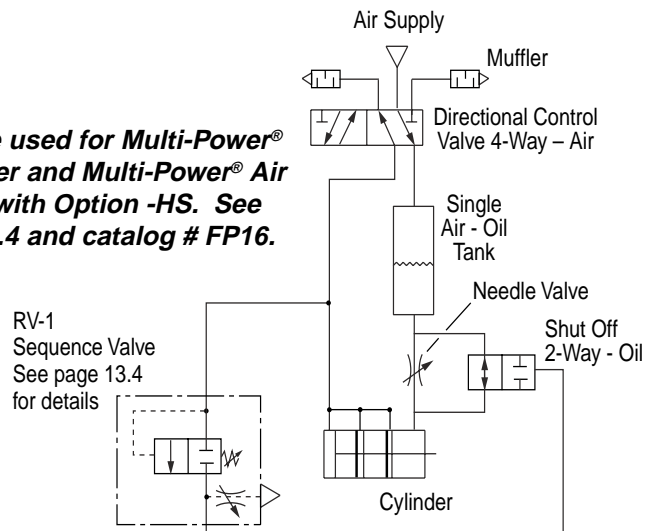 Air Supply
Muffler
Directional Control
Valve 4-Way – Air
used for Multi-Power®
and Multi-Power® Air
with Option -HS. See
and catalog # FP16.
Single
Air - Oil
Tank
Needle Valve
Shut Off
2-Way - Oil
RV-1
Sequence Valve
See page 13.4
for details
Cylinder